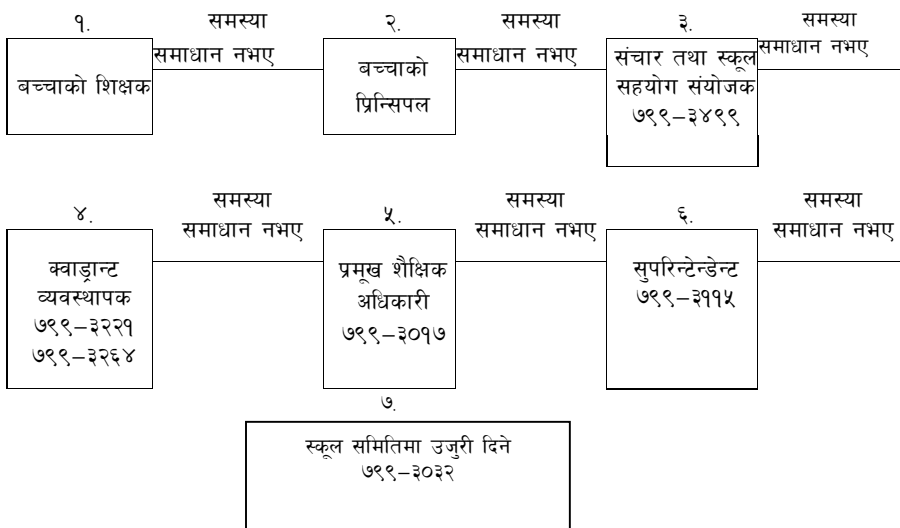 १.
समस्या
समाधान नभए
बच्चाको शिक्षक
२.
समस्या
समाधान नभए
बच्चाको
प्रिन्सिपल
३.
समस्या
समाधान नभए
संचार तथा स्कूल
सहयोग संयोजक
७९९–३४९९
४.
समस्या
समाधान नभए
क्वाड्रान्ट
व्यवस्थापक
७९९–३२२१
७९९–३२६४
५.
समस्या
समाधान नभए
प्रमूख शैक्षिक
अधिकारी
७९९–३०१७
६.
समस्या
समाधान नभए
सुपरिन्टेन्डेन्ट
७९९–३११५
७.
स्कूल समितिमा उजुरी दिने
७९९–३०३२